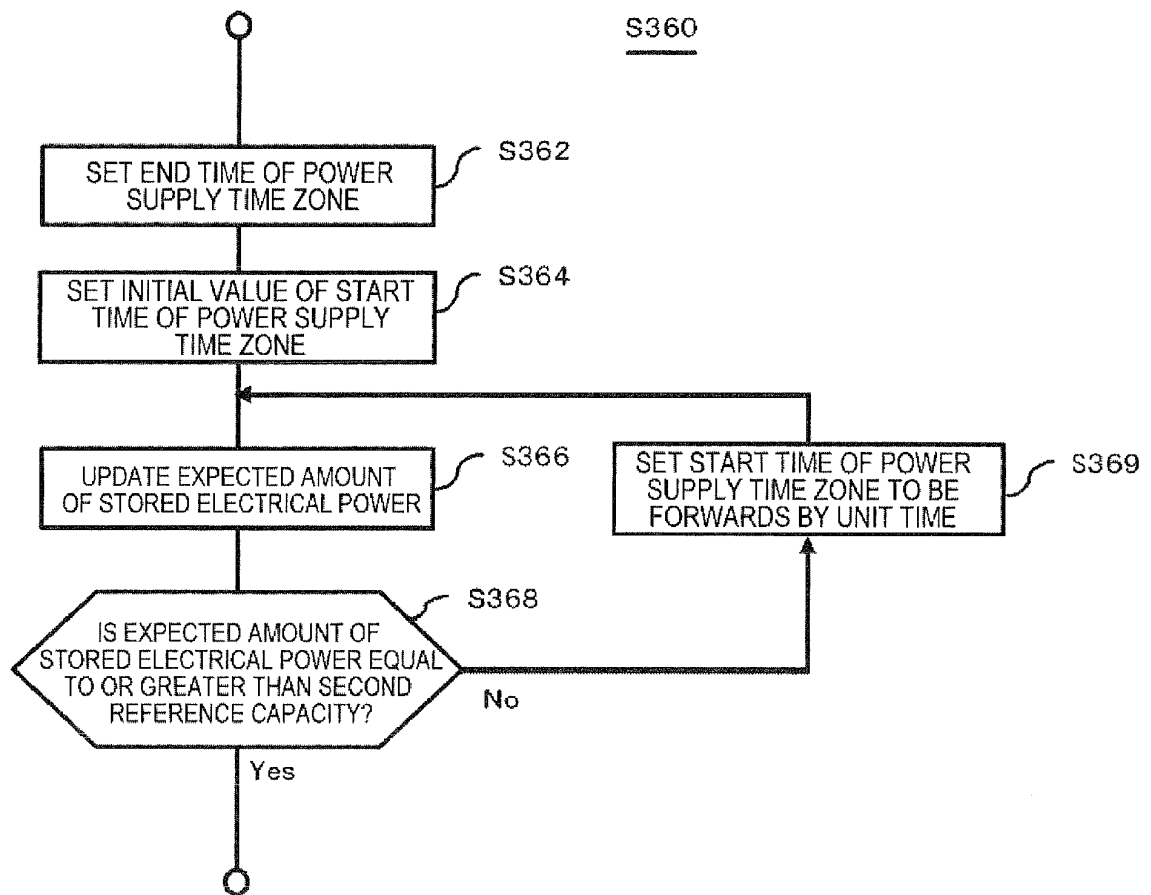 S360
SET END TIME OF POWER
SUPPLY TIME ZONE
S362
SET INITIAL VALUE OF START
TIME OF POWER SUPPLY
TIME ZONE
S364
UPDATE EXPECTED AMOUNT
OF STORED ELECTRICAL POWER
S366
SET START TIME OF POWER
SUPPLY TIME ZONE TO BE
FORWARDS BY UNIT TIME
S369
IS EXPECTED AMOUNT OF
STORED ELECTRICAL POWER EQUAL
TO OR GREATER THAN SECOND
REFERENCE CAPACITY?
S368
No
Yes